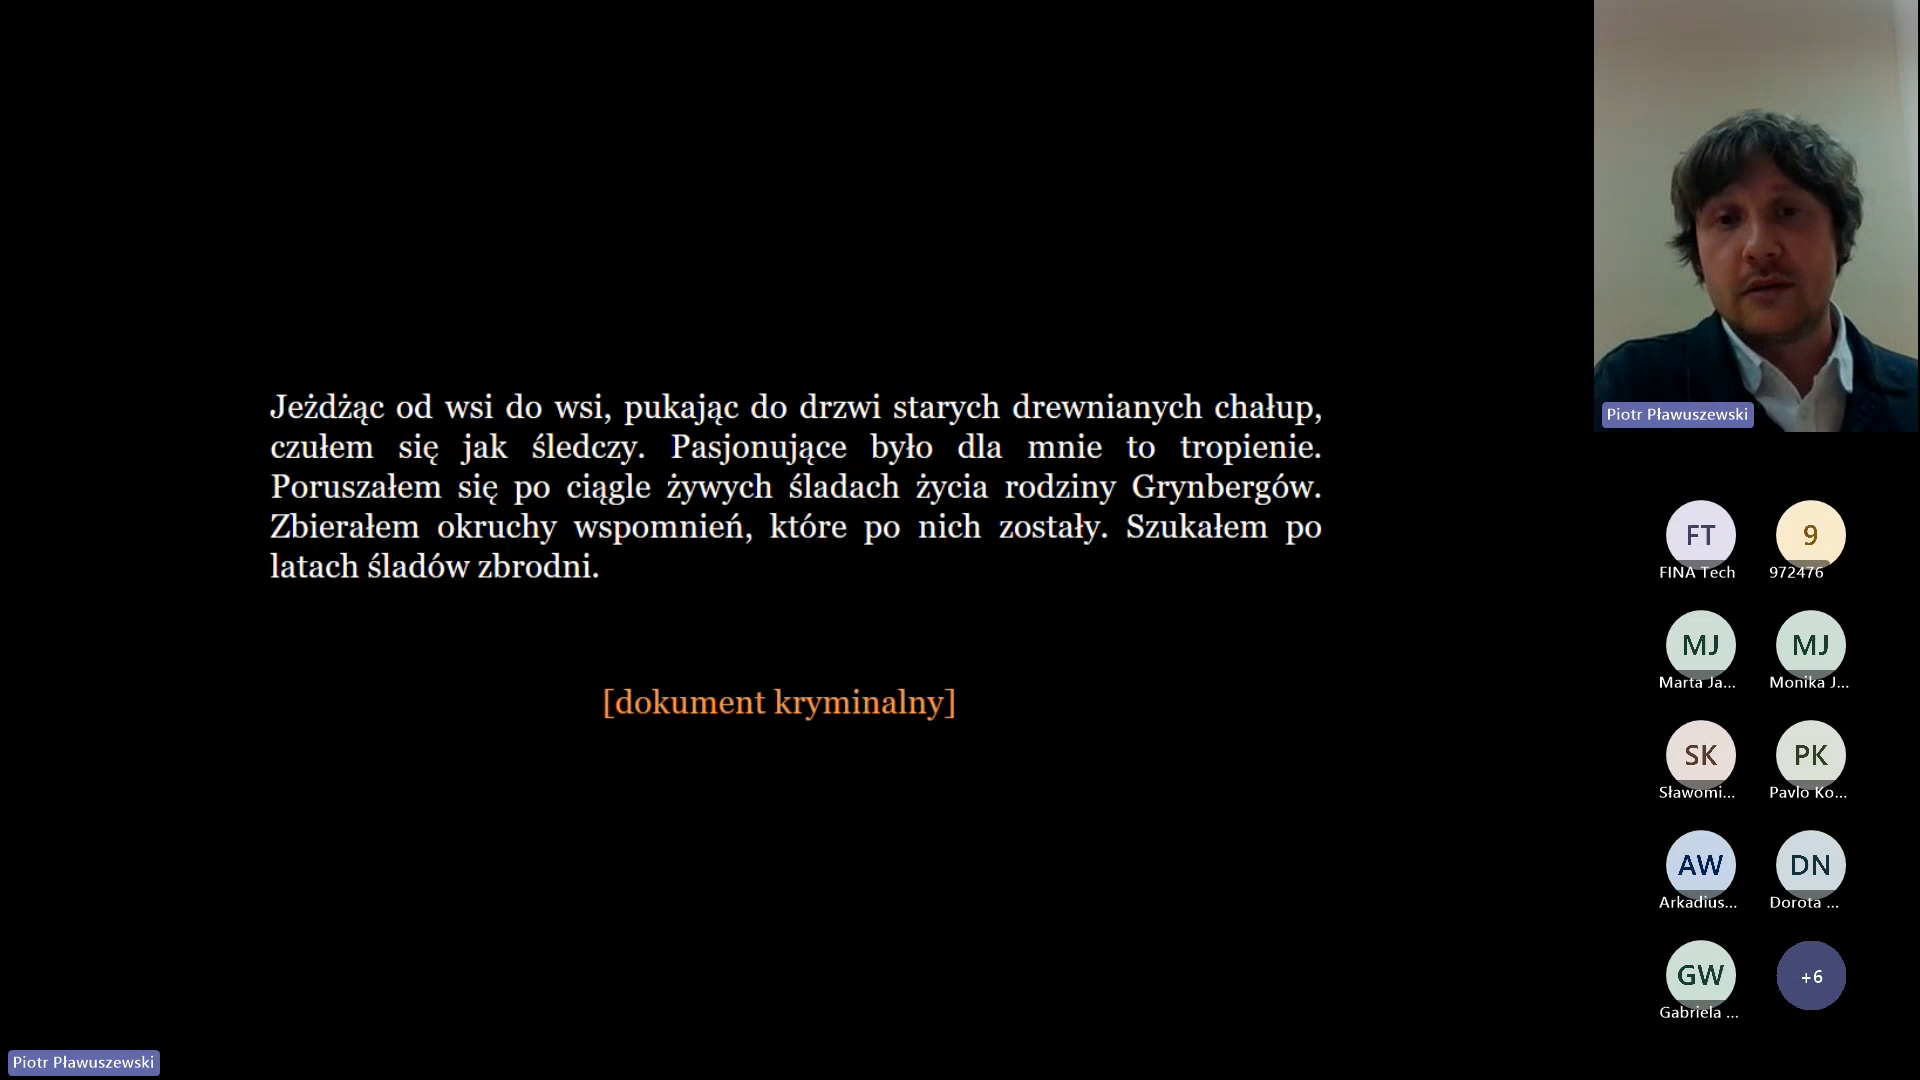 Jeżdżąc od wsi do wsi, pukając do drzwi starych drewnianych chałup,
czułem się jak śledczy. Pasjonujące było dla mnie to tropienie.
Poruszałem się po ciągle żywych śladach życia rodziny Grynbergów.
Zbierałem okruchy wspomnień, które po nich zostały. Szukałem po
latach śladów zbrodni.
[dokument kryminalny]
Piotr Pławuszewski
FT
FINA Tech
9
972476
MJ
Marta Ja...
MJ
Monika J...
SK
Sławomi...
PK
Pavlo Ko...
AW
Arkadius...
DN
Dorota ...
GW
Gabriela ...
+6
Piotr Pławuszewski